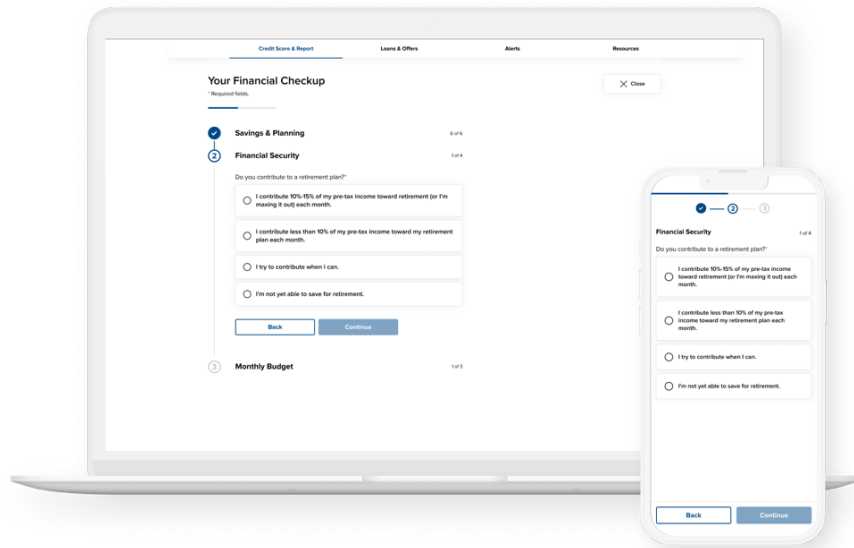 Credit Score & Report
Loans & Offers
Alerts
Resources
Your Financial Checkup
* Required fields.
Close
Savings & Planning
6 of 6
2
Financial Security
1 of 4
Do you contribute to a retirement plan?*
I contribute 10%-15% of my pre-tax income toward retirement (or I'm
maxing it out) each month.
I contribute less than 10% of my pre-tax income toward my retirement
plan each month.
I try to contribute when I can.
I'm not yet able to save for retirement.
Back
Continue
3
Monthly Budget
1 of 3
2
3
Financial Security
1 of 4
Do you contribute to a retirement plan?*
I contribute 10%-15% of my pre-tax income
toward retirement (or I'm maxing it out) each
month.
I contribute less than 10% of my pre-tax
income toward my retirement plan each
month.
I try to contribute when I can.
I'm not yet able to save for retirement.
Back
Continue